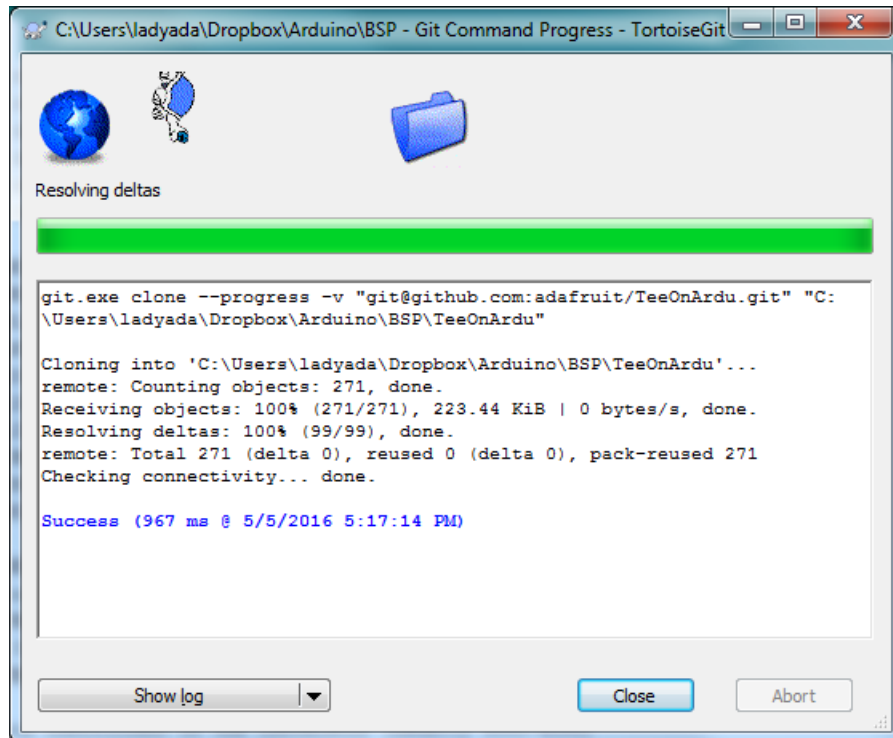 C:\Users\ladyada\Dropbox\Arduino\BSP - Git Command Progress - TortoiseGit
Resolving deltas
git.exe clone --progress -v "git@github.com:adafruit/TeeOnArdu.git" "C:
\Users\ladyada\Dropbox\Arduino\BSP\TeeOnArdu"
Cloning into 'C:\Users\ladyada\Dropbox\Arduino\BSP\TeeOnArdu'...
remote: Counting objects: 271, done.
Receiving objects: 100% (271/271), 223.44 KiB | 0 bytes/s, done.
Resolving deltas: 100% (99/99), done.
remote: Total 271 (delta 0), reused 0 (delta 0), pack-reused 271
Checking connectivity... done.
Success (967 ms @ 5/5/2016 5:17:14 PM)
Show log
Close
Abort